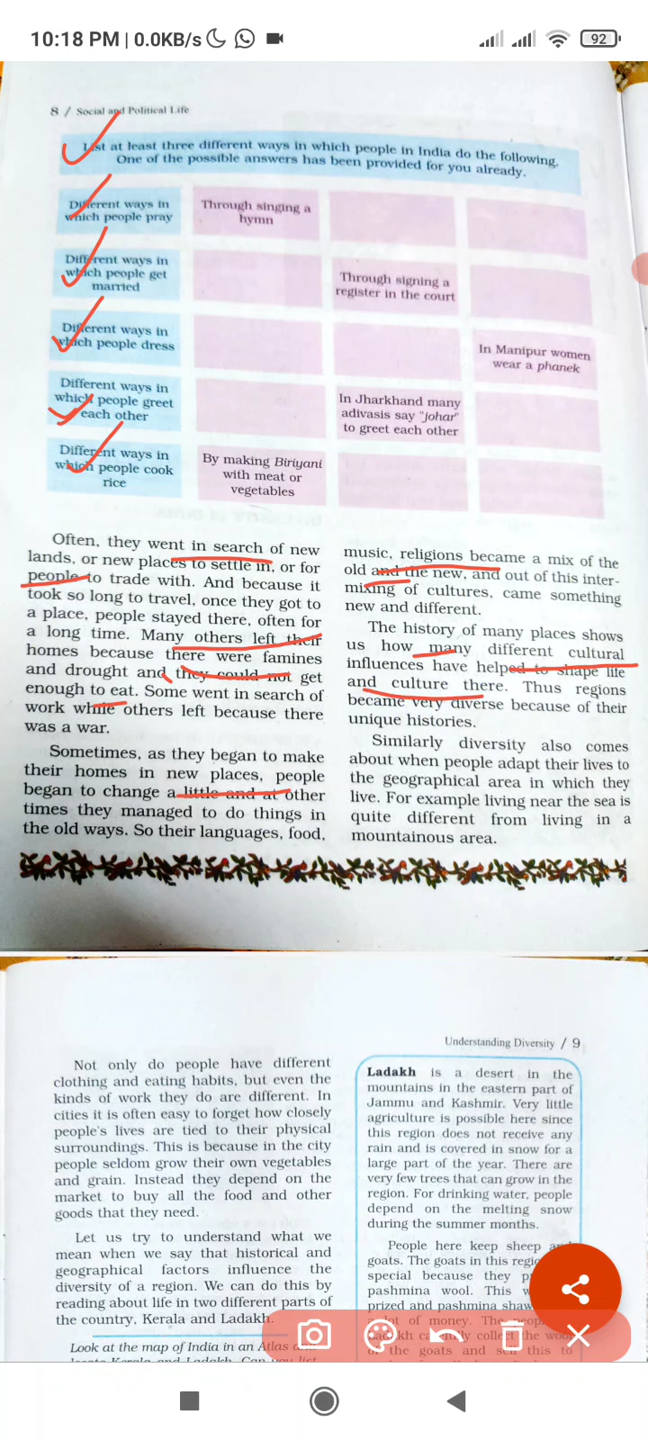 10:18 PM | 0.0KB/s
92
8 / Social and Political Life
List at least three different ways in which people in India do the following.
One of the possible answers has been provided for you already.
Different ways in
which people pray
Through singing a
hymn
Different ways in
which people get
married
Through signing a
register in the court
Different ways in
which people dress
In Manipur women
wear a phanek
Different ways in
which people greet
each other
In Jharkhand many
adivasis say "johar"
to greet each other
Different ways in
which people cook
rice
By making Biriyani
with meat or
vegetables
Often, they went in search of new
lands, or new places to settle in, or for
people to trade with. And because it
took so long to travel, once they got to
a place, people stayed there, often for
a long time. Many others left their
homes because there were famines
and drought and they could not get
enough to eat. Some went in search of
work while others left because there
was a war.
Sometimes, as they began to make
their homes in new places, people
began to change a little and at other
times they managed to do things in
the old ways. So their languages, food,
music, religions became a mix of the
old and the new, and out of this inter-
mixing of cultures, came something
new and different.
The history of many places shows
us how many different cultural
influences have helped to shape life
and culture there. Thus regions
became very diverse because of their
unique histories.
Similarly diversity also comes
about when people adapt their lives to
the geographical area in which they
live. For example living near the sea is
quite different from living in a
mountainous area.
Understanding Diversity / 9
Not only do people have different
clothing and eating habits, but even the
kinds of work they do are different. In
cities it is often easy to forget how closely
people's lives are tied to their physical
surroundings. This is because in the city
people seldom grow their own vegetables
and grain. Instead they depend on the
market to buy all the food and other
goods that they need.
Let us try to understand what we
mean when we say that historical and
geographical factors influence the
diversity of a region. We can do this by
reading about life in two different parts of
the country, Kerala and Ladakh.
Look at the map of India in an Atlas
Ladakh is a desert in the
mountains in the eastern part of
Jammu and Kashmir. Very little
agriculture is possible here since
this region does not receive any
rain and is covered in snow for a
large part of the year. There are
very few trees that can grow in the
region. For drinking water, people
depend on the melting snow
during the summer months.
People here keep sheep
goats. The goats in this
special because they
pashmina wool. This
prized and pashmina
lot of money. The
collect the
of the goats and sell this to